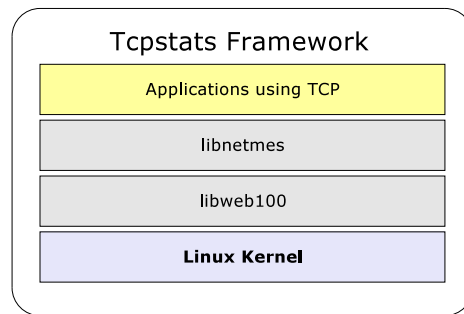 Tcpstats Framework
Applications using TCP
libnetmes
libweb100
Linux Kernel